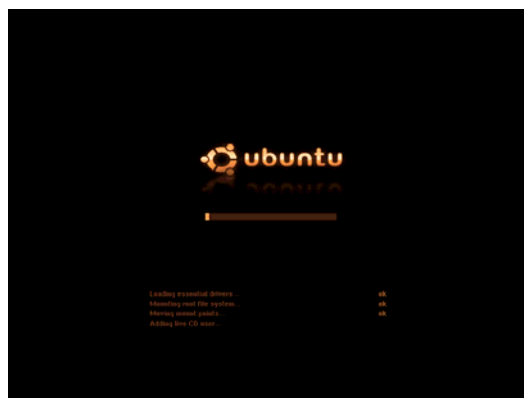 ubuntu
Loading essential drivers... ok
Mounting root file system... ok
Moving mount points... ok
Adding live CD user...